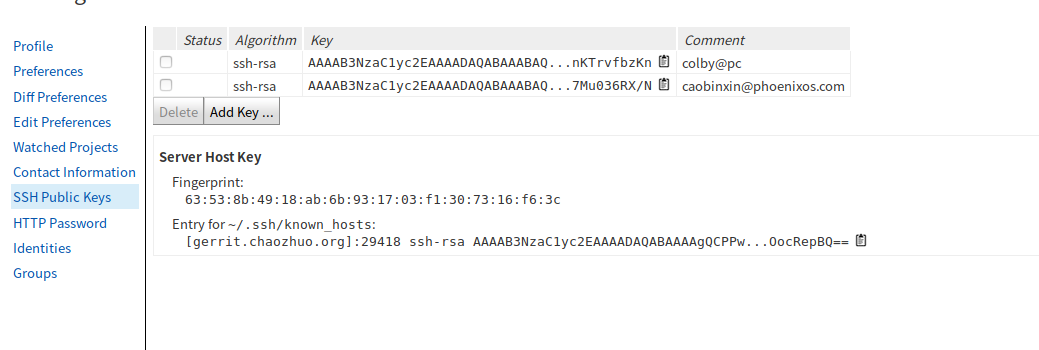 Profile
Preferences
Diff Preferences
Edit Preferences
Watched Projects
Contact Information
SSH Public Keys
HTTP Password
Identities
Groups
Status Algorithm Key Comment
ssh-rsa AAAAB3NzaC1yc2EAAAADAQABAAABAQ...nKTrvfbzKn colby@pc
ssh-rsa AAAAB3NzaC1yc2EAAAADAQABAAABAQ...7Mu036RX/N caobinxin@phoenixos.com
Delete Add Key ...
Server Host Key
Fingerprint:
63:53:8b:49:18:ab:6b:93:17:03:f1:30:73:16:f6:3c
Entry for ~/.ssh/known_hosts:
[gerrit.chaozhuo.org]:29418 ssh-rsa AAAAB3NzaC1yc2EAAAADAQABAAAAgQCPPw...OocRepBQ==